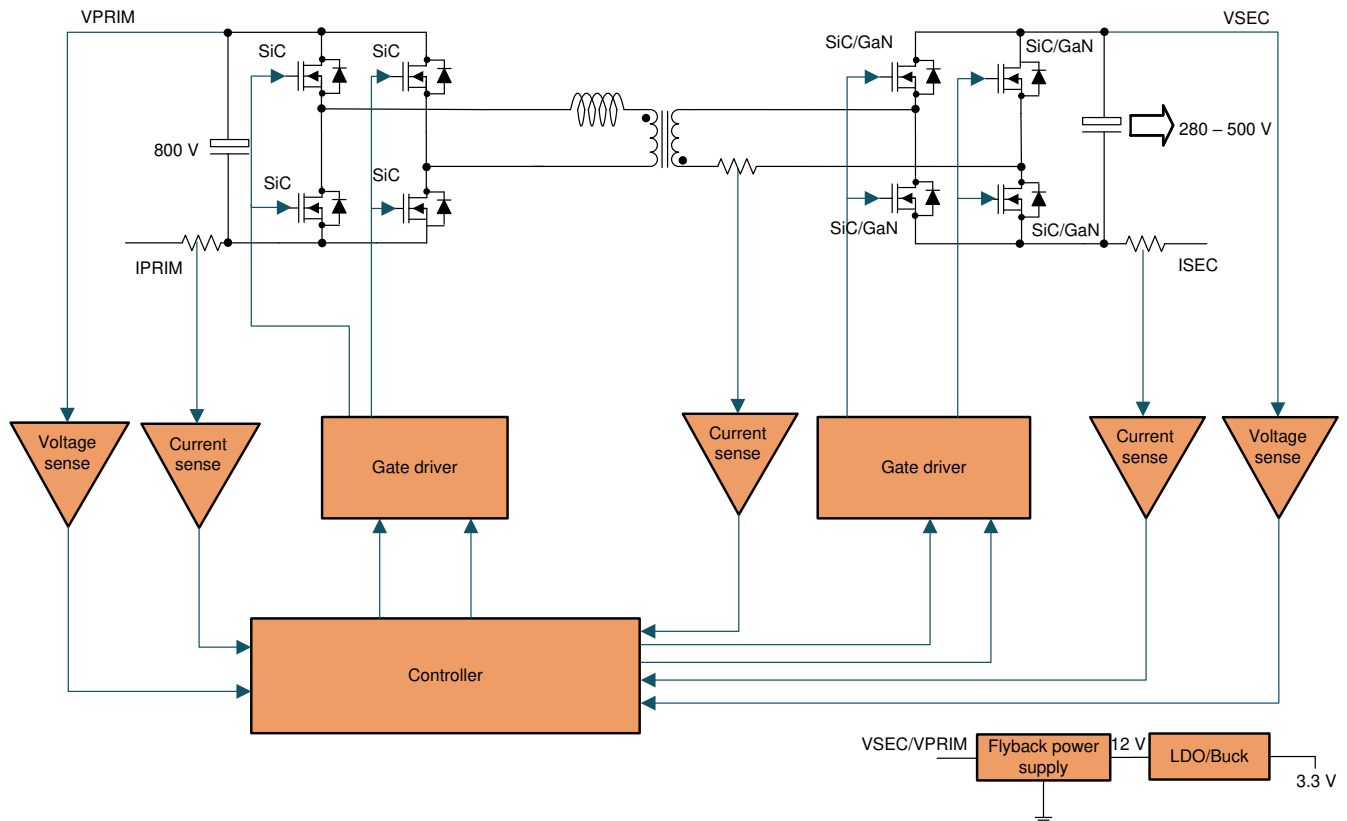 VPRIM
VSEC
SiC
SiC
SiC/GaN
SiC/GaN
800 V
280 – 500 V
SiC
SiC
SiC/GaN
SiC/GaN
IPRIM
ISEC
Voltage
sense
Current
sense
Gate driver
Current
sense
Gate driver
Current
sense
Voltage
sense
Controller
VSEC/VPRIM
Flyback power
supply
12 V
LDO/Buck
3.3 V